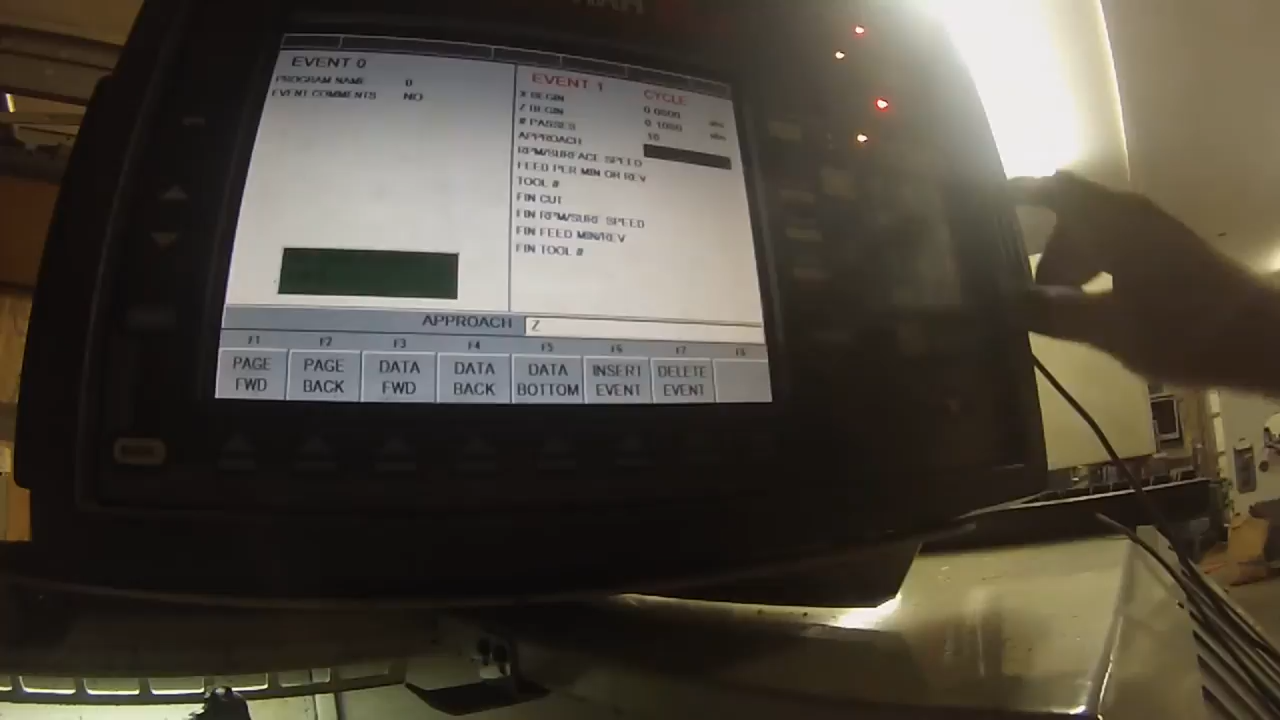 EVENT 0
PROGRAM NAME 0
EVENT COMMENTS NO
EVENT 1 CYCLE
X BEGIN 0.0000 abs
Z BEGIN 0.1000 abs
# PASSES 10
APPROACH
RPM/SURFACE SPEED
FEED PER MIN OR REV
TOOL #
FIN CUT
FIN RPM/SURF SPEED
FIN FEED MIN/REV
FIN TOOL #
APPROACH Z
F1 F2 F3 F4 F5 F6 F7 F8
PAGE FWD
PAGE BACK
DATA FWD
DATA BACK
DATA BOTTOM
INSERT EVENT
DELETE EVENT